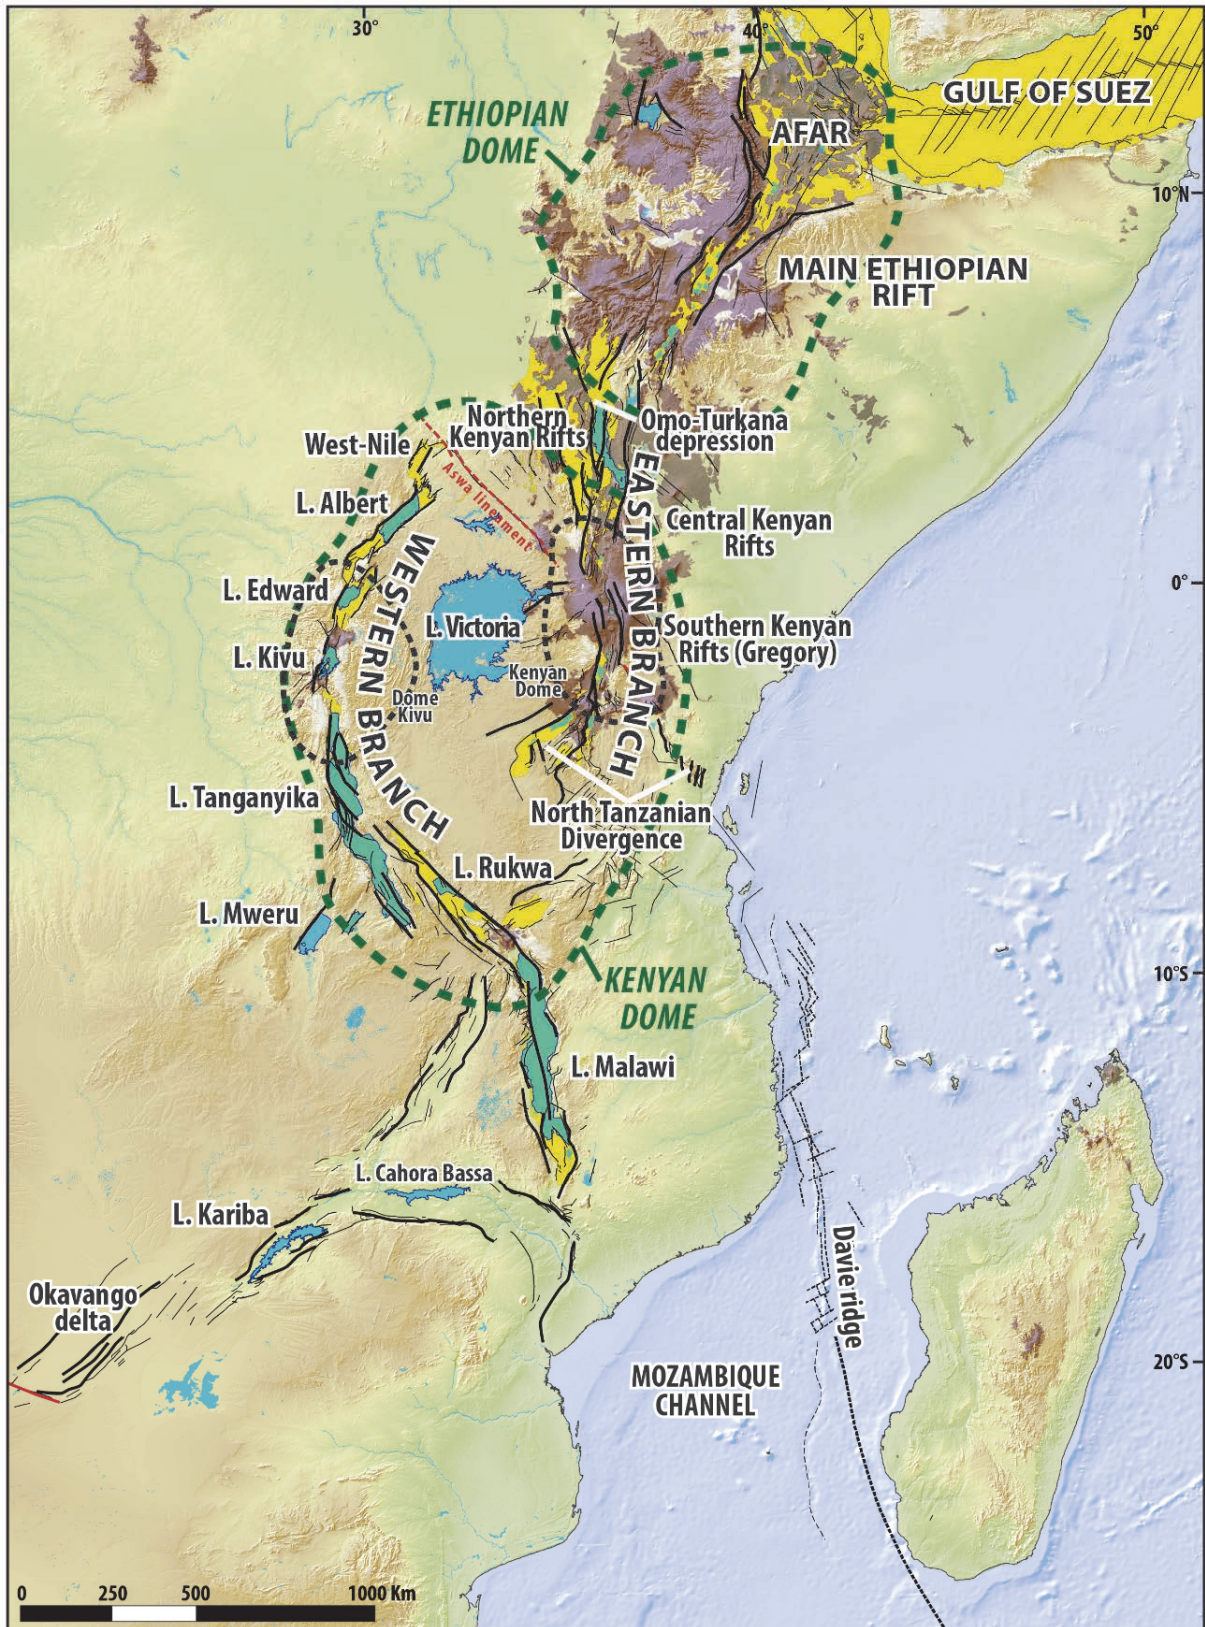 30°
40°
50°
GULF OF SUEZ
ETHIOPIAN
DOME
AFAR
10°N
MAIN ETHIOPIAN
RIFT
Northern
Kenyan Rifts
Omo-Turkana
depression
West-Nile
L. Albert
Aswa lineament
EASTERN BRANCH
Central Kenyan
Rifts
WESTERN BRANCH
L. Edward
0°
L. Victoria
Southern Kenyan
Rifts (Gregory)
L. Kivu
Kenyan
Dome
Dôme
Kivu
L. Tanganyika
North Tanzanian
Divergence
L. Rukwa
L. Mweru
KENYAN
DOME
10°S
L. Malawi
L. Cahora Bassa
L. Kariba
Davie ridge
Okavango
delta
20°S
MOZAMBIQUE
CHANNEL
0 250 500 1000 Km